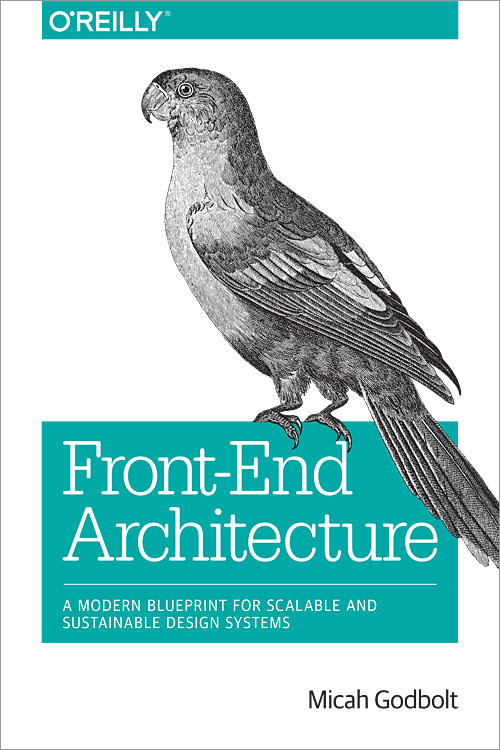 O'REILLY®
Front-End
Architecture
A MODERN BLUEPRINT FOR SCALABLE AND
SUSTAINABLE DESIGN SYSTEMS
Micah Godbolt